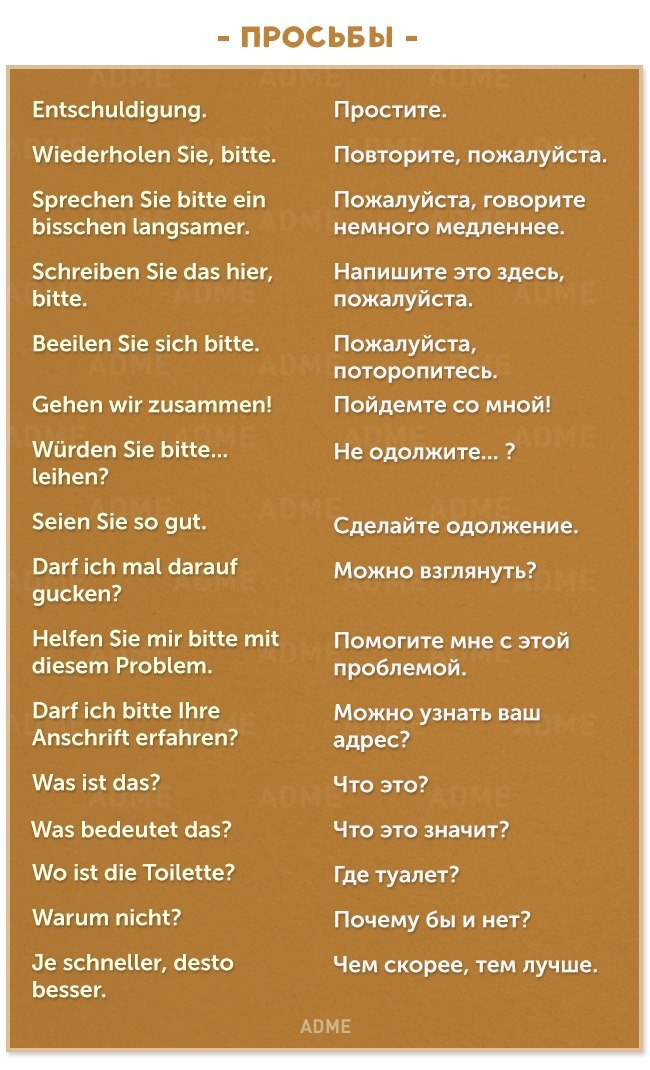 - ПРОСЬБЫ -
Entschuldigung. Простите.
Wiederholen Sie, bitte. Повторите, пожалуйста.
Sprechen Sie bitte ein Пожалуйста, говорите
bisschen langsamer. немного медленнее.
Schreiben Sie das hier, Напишите это здесь,
bitte. пожалуйста.
Beeilen Sie sich bitte. Пожалуйста,
поторопитесь.
Gehen wir zusammen! Пойдемте со мной!
Würden Sie bitte... Не одолжите... ?
leihen?
Seien Sie so gut. Сделайте одолжение.
Darf ich mal darauf Можно взглянуть?
gucken?
Helfen Sie mir bitte mit Помогите мне с этой
diesem Problem. проблемой.
Darf ich bitte Ihre Можно узнать ваш
Anschrift erfahren? адрес?
Was ist das? Что это?
Was bedeutet das? Что это значит?
Wo ist die Toilette? Где туалет?
Warum nicht? Почему бы и нет?
Je schneller, desto Чем скорее, тем лучше.
besser.
ADME